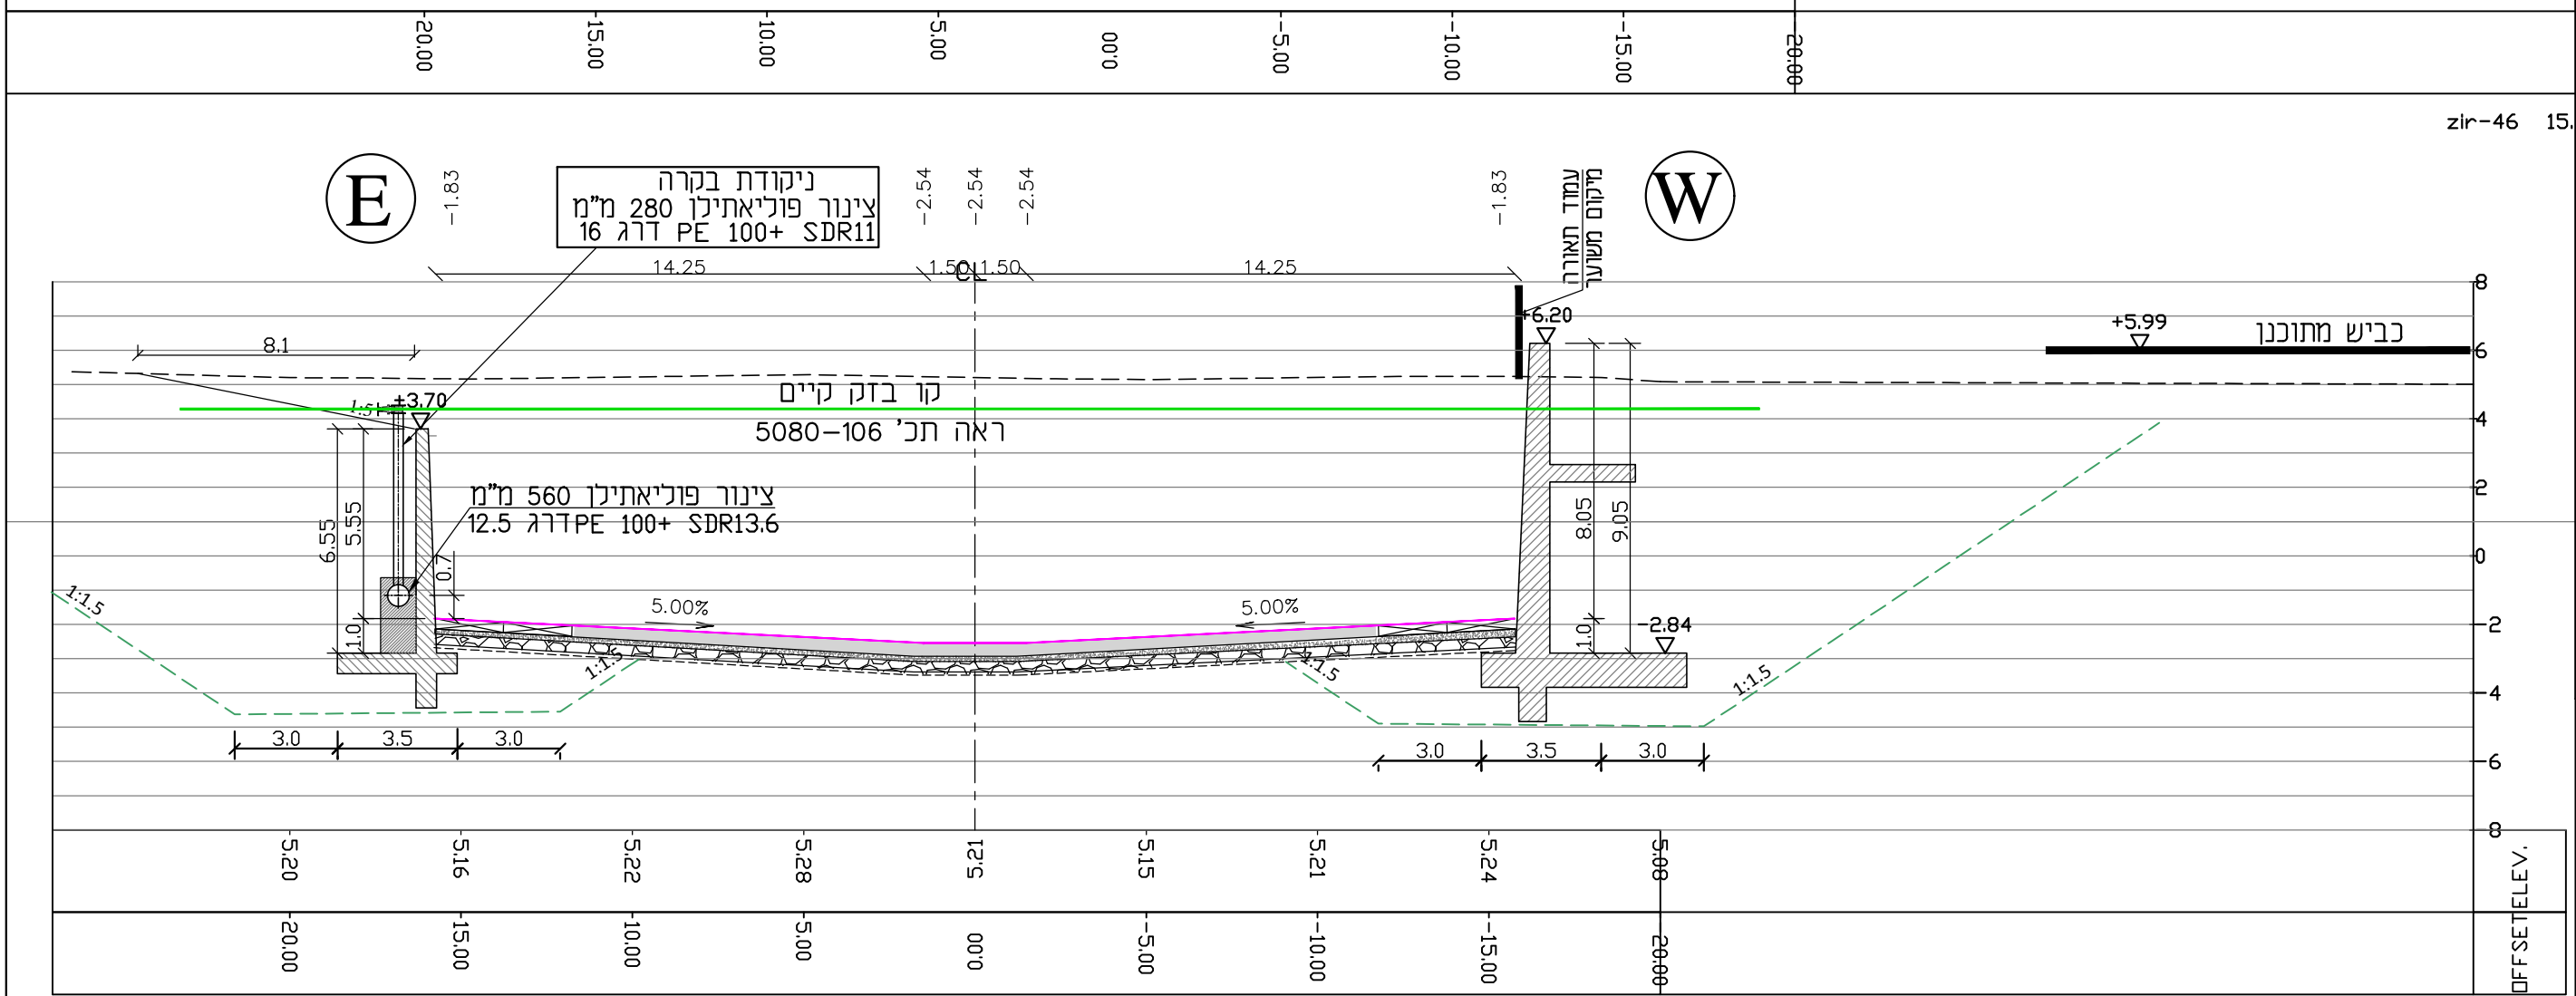 20.00 15.00 10.00 5.00 0.00 -5.00 -10.00 -15.00 -20.00
zir-46 15.
E
-1.83
ניקודת בקרה
צינור פוליאתילן 280 מ"מ
PE 100+ SDR11 דרג 16
-2.54
-2.54
-2.54
-1.83
מיקום משוער
עמוד תאורה
W
14.25 1.50 CL 1.50 14.25
8
+6.20
+5.99
כביש מתוכנן
6
8.1
קו בזק קיים
1:5
+3.70
4
ראה תכ' 5080-106
צינור פוליאתילן 560 מ"מ
PE 100+ SDR13.6 דרג 12.5
2
6.55
5.55
8.05
9.05
0
0.7
1:1.5
5.00%
5.00%
1.0
1.0
-2.84
-2
1:1.5
1:1.5
1:1.5
-4
3.0 3.5 3.0
3.0 3.5 3.0
-6
-8
5.20 5.16 5.22 5.28 5.21 5.15 5.21 5.24 5.08
ELEV.
20.00 15.00 10.00 5.00 0.00 -5.00 -10.00 -15.00 -20.00
OFFSET